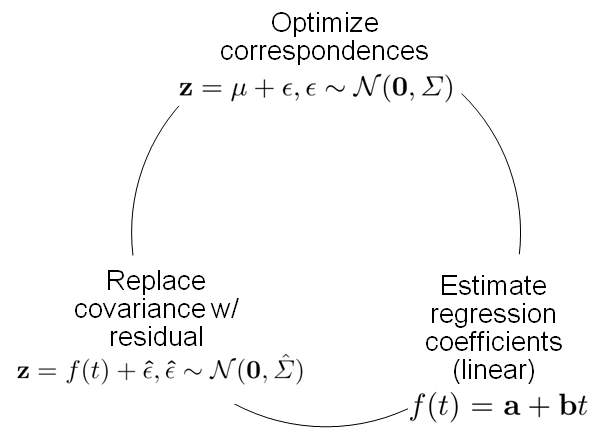 Optimize
correspondences
z = μ + ϵ, ϵ ∼ 𝒩(0, Σ)
Replace
covariance w/
residual
z = f(t) + ϵ̂, ϵ̂ ∼ 𝒩(0, Σ̂)
Estimate
regression
coefficients
(linear)
f(t) = a + bt